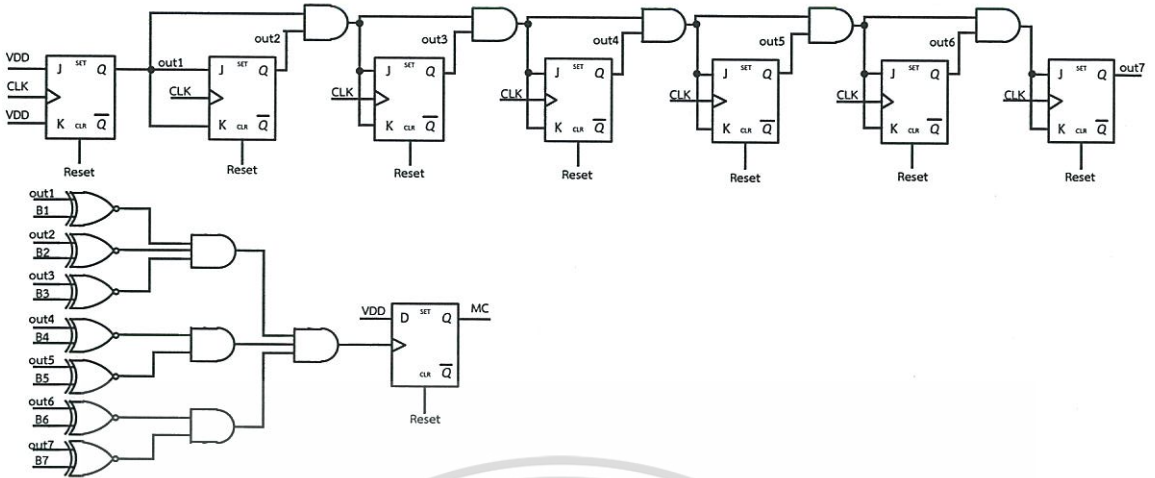 VDD
CLK
VDD
J SET Q
K CLR Q
Reset
out1
CLK
J SET Q
K CLR Q
Reset
out2
CLK
J SET Q
K CLR Q
Reset
out3
CLK
J SET Q
K CLR Q
Reset
out4
CLK
J SET Q
K CLR Q
Reset
out5
CLK
J SET Q
K CLR Q
Reset
out6
CLK
J SET Q
K CLR Q
Reset
out7
out1
B1
out2
B2
out3
B3
out4
B4
out5
B5
out6
B6
out7
B7
VDD
D SET Q
CLR Q
Reset
MC